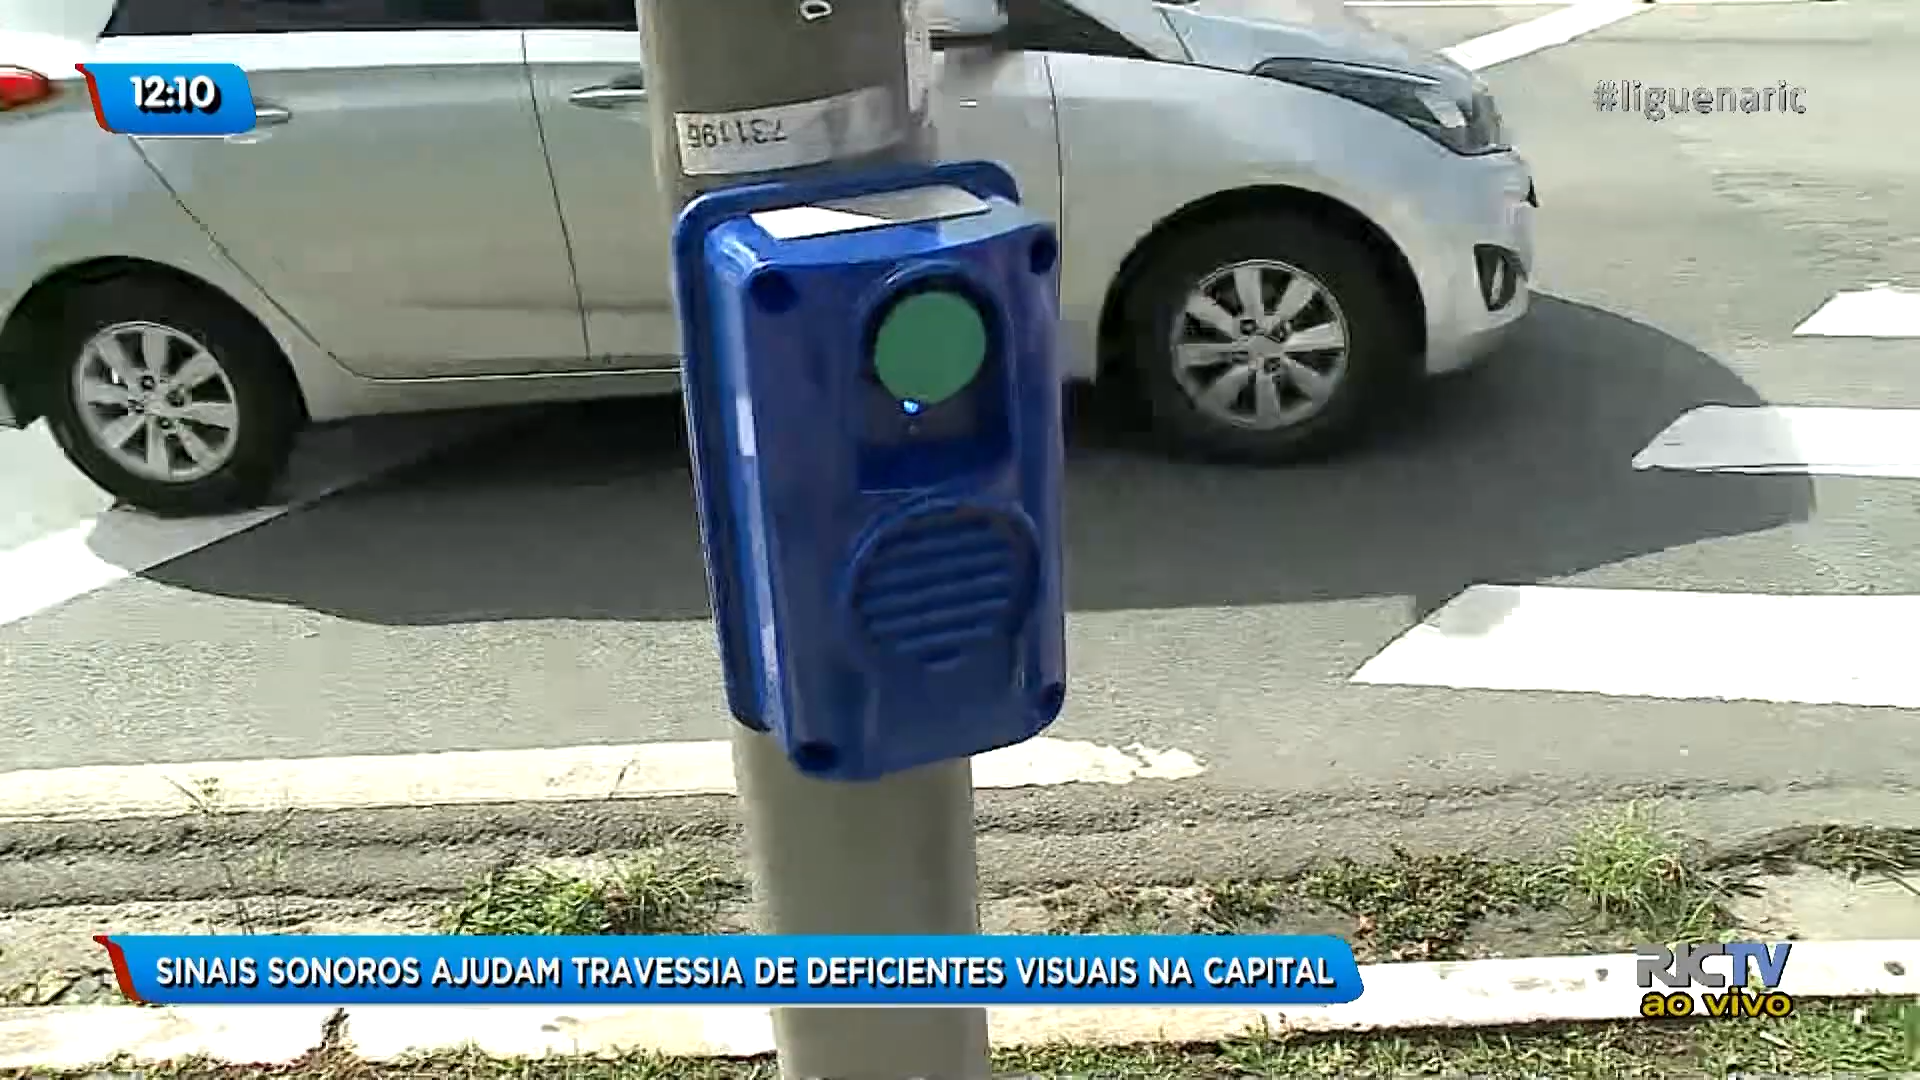 12:10
#liguenaric
731196
SINAIS SONOROS AJUDAM TRAVESSIA DE DEFICIENTES VISUAIS NA CAPITAL
RICTV
ao vivo